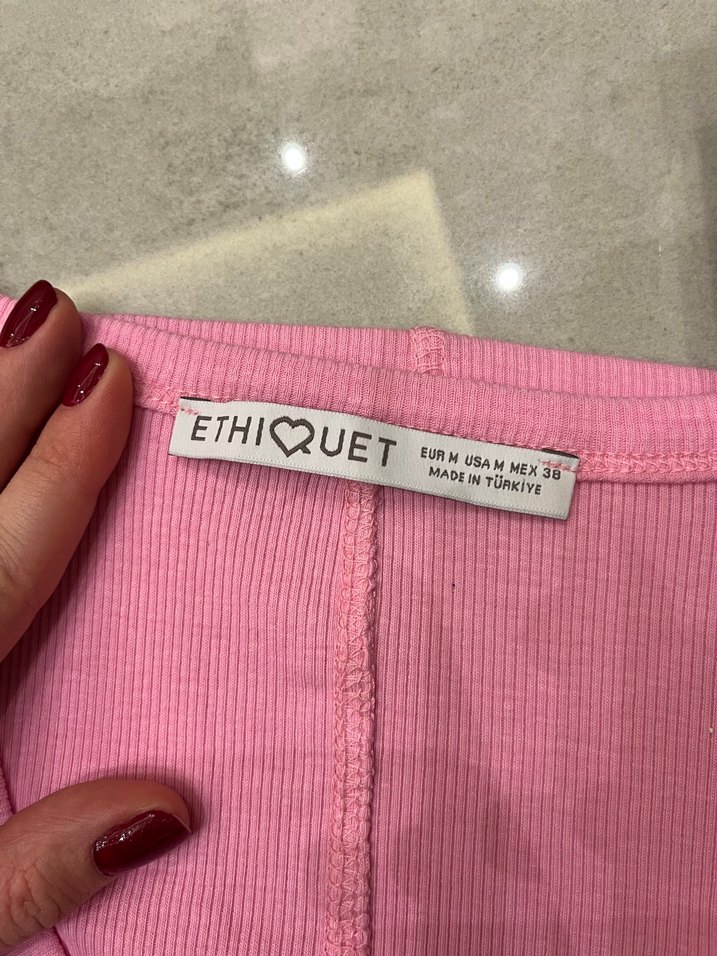 ETHIQUET
EUR M USA M MEX 38
MADE IN TÜRKİYE